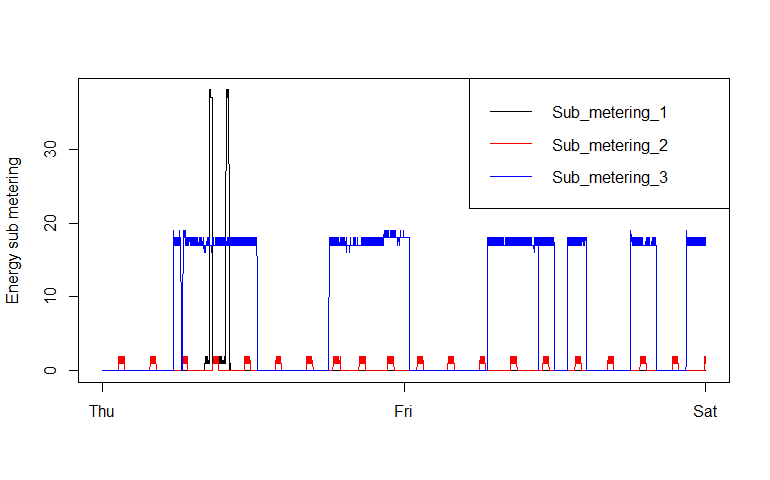 Energy sub metering
30
20
10
0
Sub_metering_1
Sub_metering_2
Sub_metering_3
Thu Fri Sat